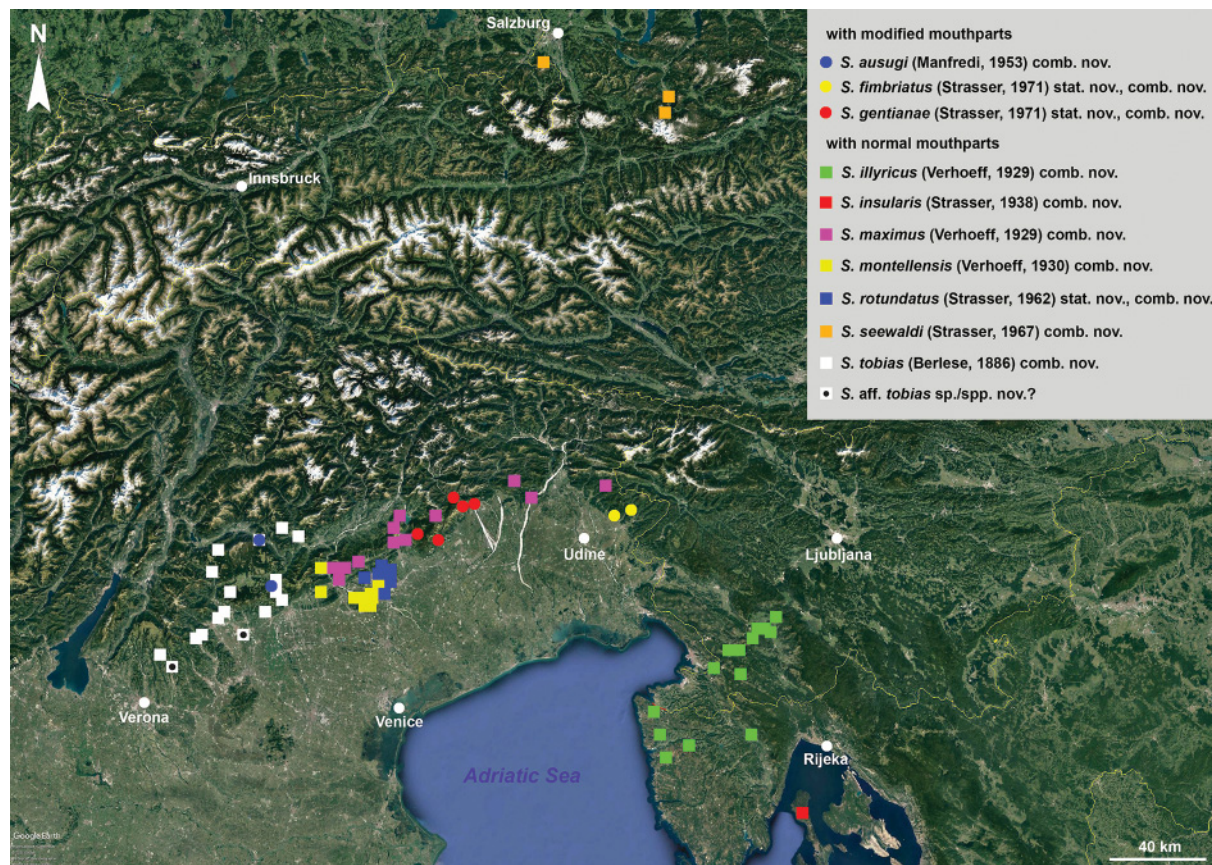 Salzburg
N
Innsbruck
with modified mouthparts
S. ausugi (Manfredi, 1953) comb. nov.
S. fimbriatus (Strasser, 1971) stat. nov., comb. nov.
S. gentianae (Strasser, 1971) stat. nov., comb. nov.
with normal mouthparts
S. illyricus (Verhoeff, 1929) comb. nov.
S. insularis (Strasser, 1938) comb. nov.
S. maximus (Verhoeff, 1929) comb. nov.
S. montellensis (Verhoeff, 1930) comb. nov.
S. rotundatus (Strasser, 1962) stat. nov., comb. nov.
S. seewaldi (Strasser, 1967) comb. nov.
S. tobias (Berlese, 1886) comb. nov.
S. aff. tobias sp./spp. nov.?
Udine
Ljubljana
Verona
Venice
Rijeka
Adriatic Sea
Google Earth
40 km